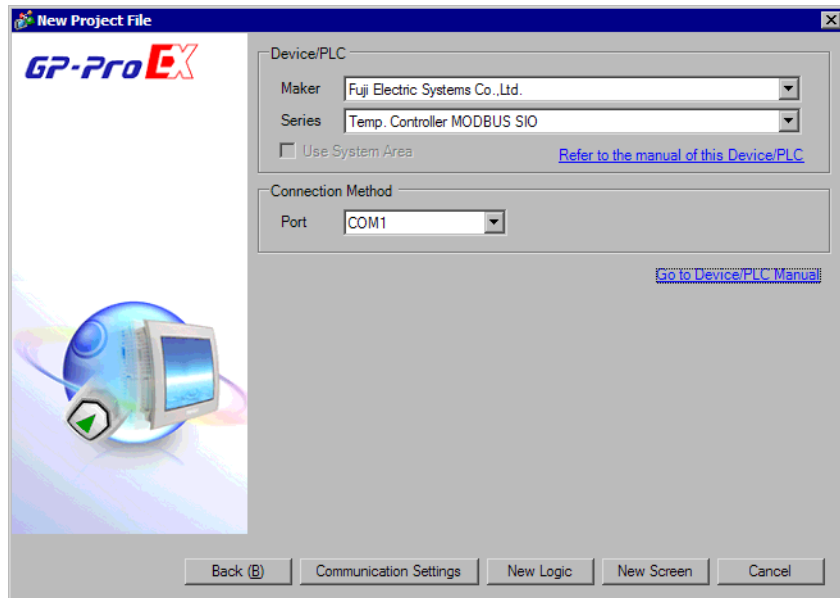 New Project File
GP-Pro EX
Device/PLC
Maker Fuji Electric Systems Co.,Ltd.
Series Temp. Controller MODBUS SIO
Use System Area Refer to the manual of this Device/PLC
Connection Method
Port COM1
Go to Device/PLC Manual
Back (B) Communication Settings New Logic New Screen Cancel